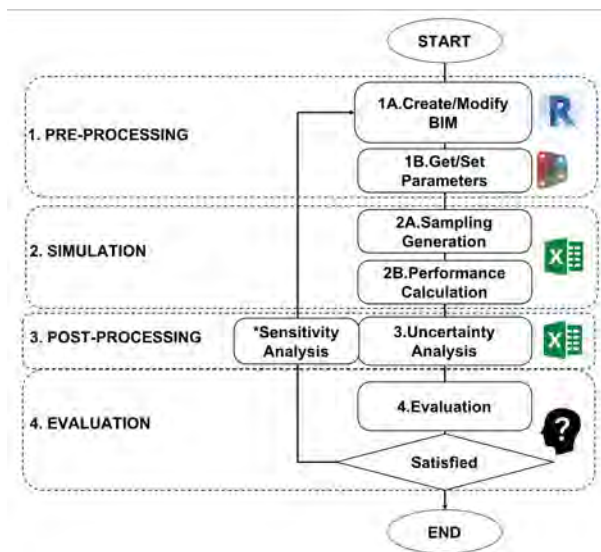 START
1. PRE-PROCESSING
1A.Create/Modify
BIM
R
1B.Get/Set
Parameters
2. SIMULATION
2A.Sampling
Generation
2B.Performance
Calculation
X
3. POST-PROCESSING
*Sensitivity
Analysis
3.Uncertainty
Analysis
X
4. EVALUATION
4.Evaluation
?
Satisfied
END